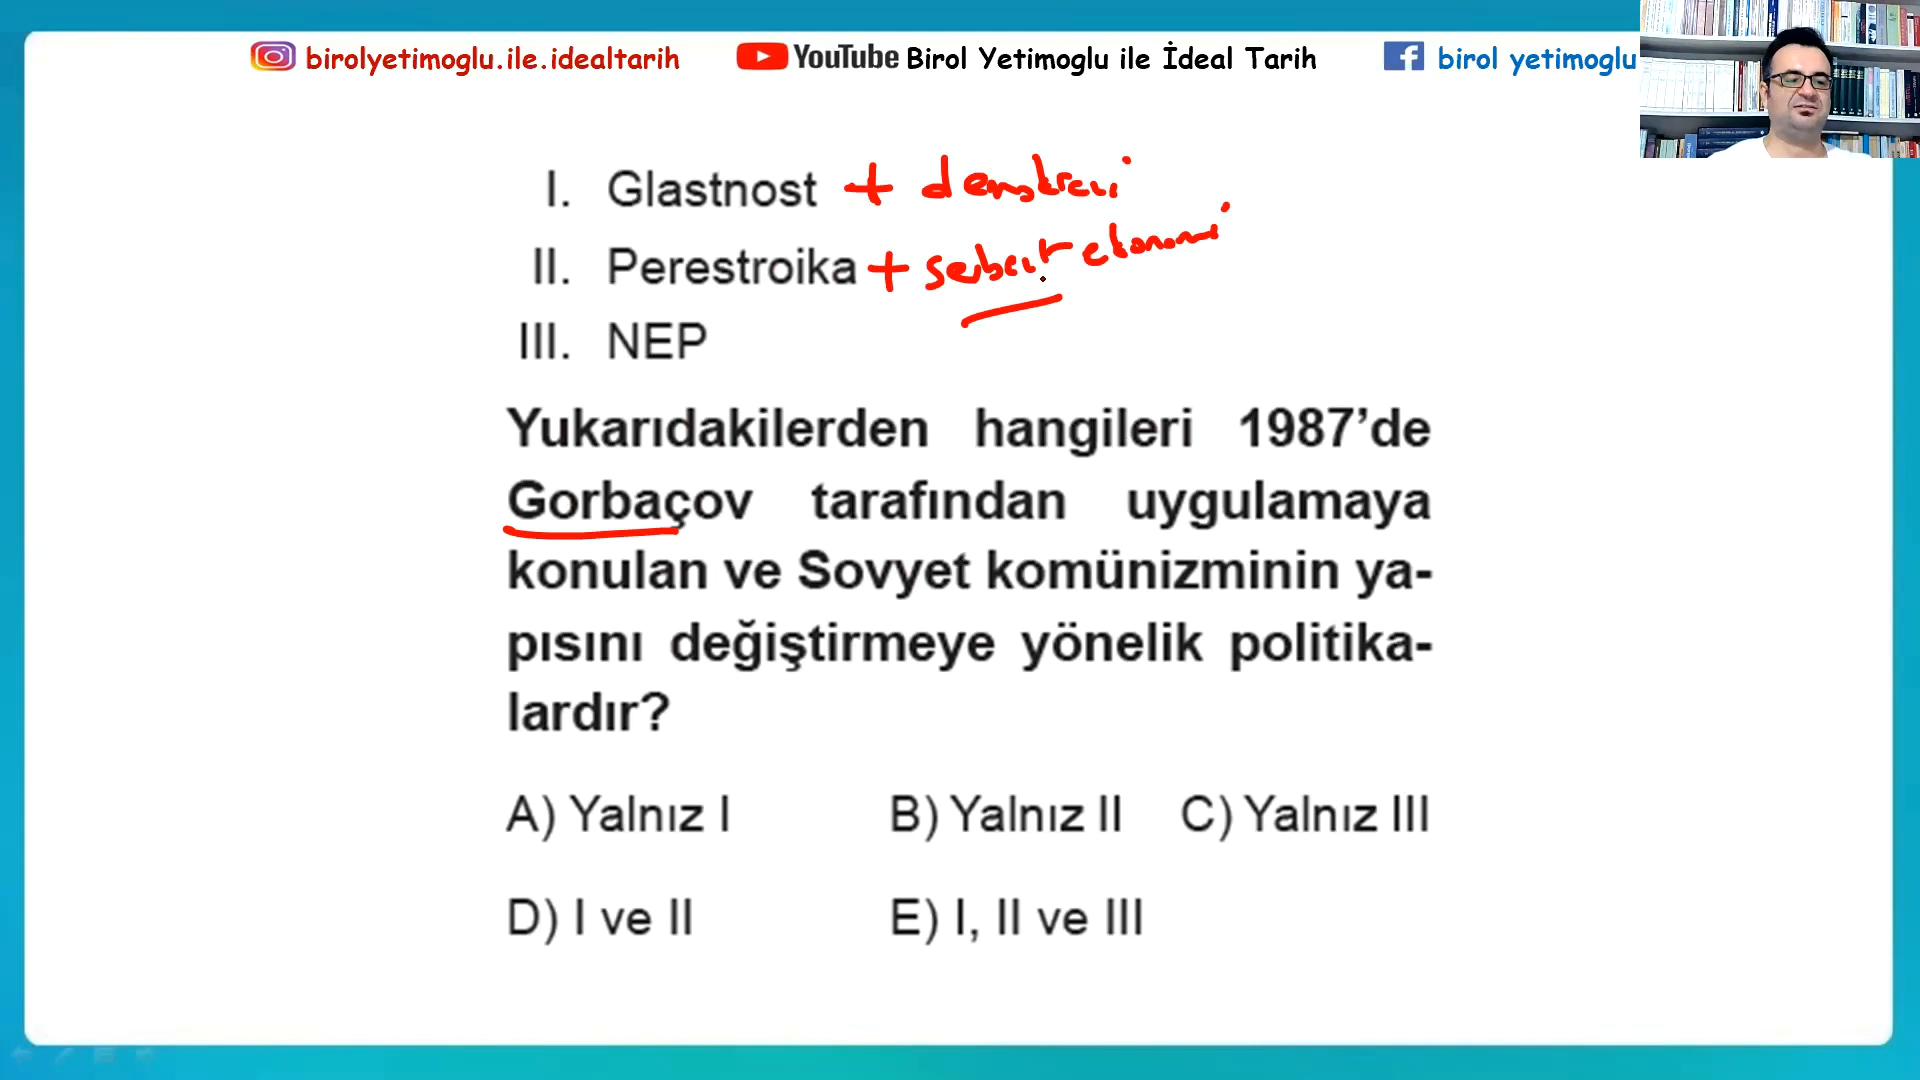 birolyetimoglu.ile.idealtarih YouTube Birol Yetimoglu ile İdeal Tarih birol yetimoglu
I. Glastnost + demokrasi
II. Perestroika + serbest ekonomi
III. NEP
Yukarıdakilerden hangileri 1987’de
Gorbaçov tarafından uygulamaya
konulan ve Sovyet komünizminin ya-
pısını değiştirmeye yönelik politika-
lardır?
A) Yalnız I B) Yalnız II C) Yalnız III
D) I ve II E) I, II ve III